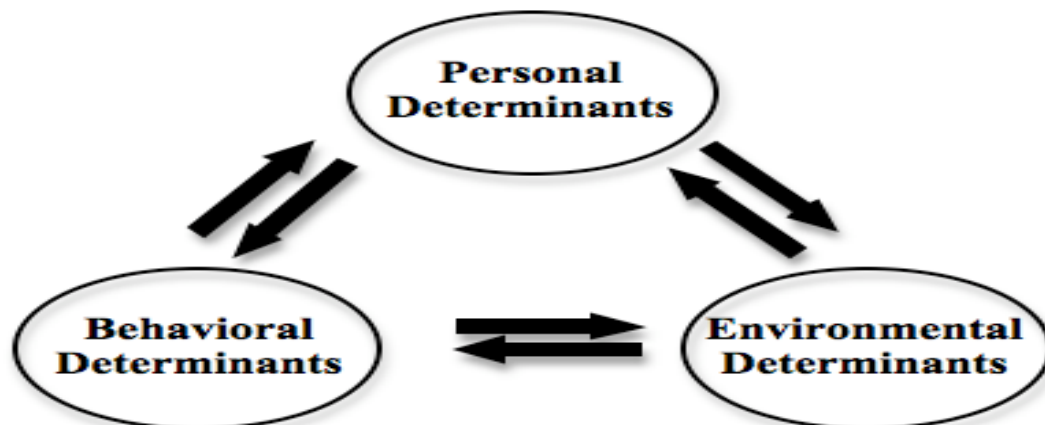 Personal
Determinants
Behavioral
Determinants
Environmental
Determinants